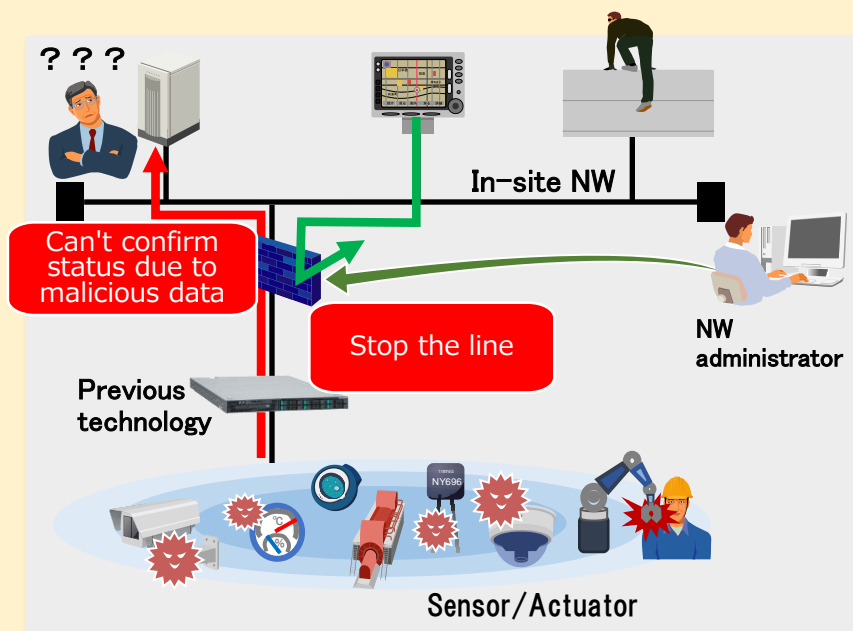 ? ? ?
In-site NW
Can't confirm
status due to
malicious data
Stop the line
NW
administrator
Previous
technology
NY696
℃
%
Sensor/Actuator